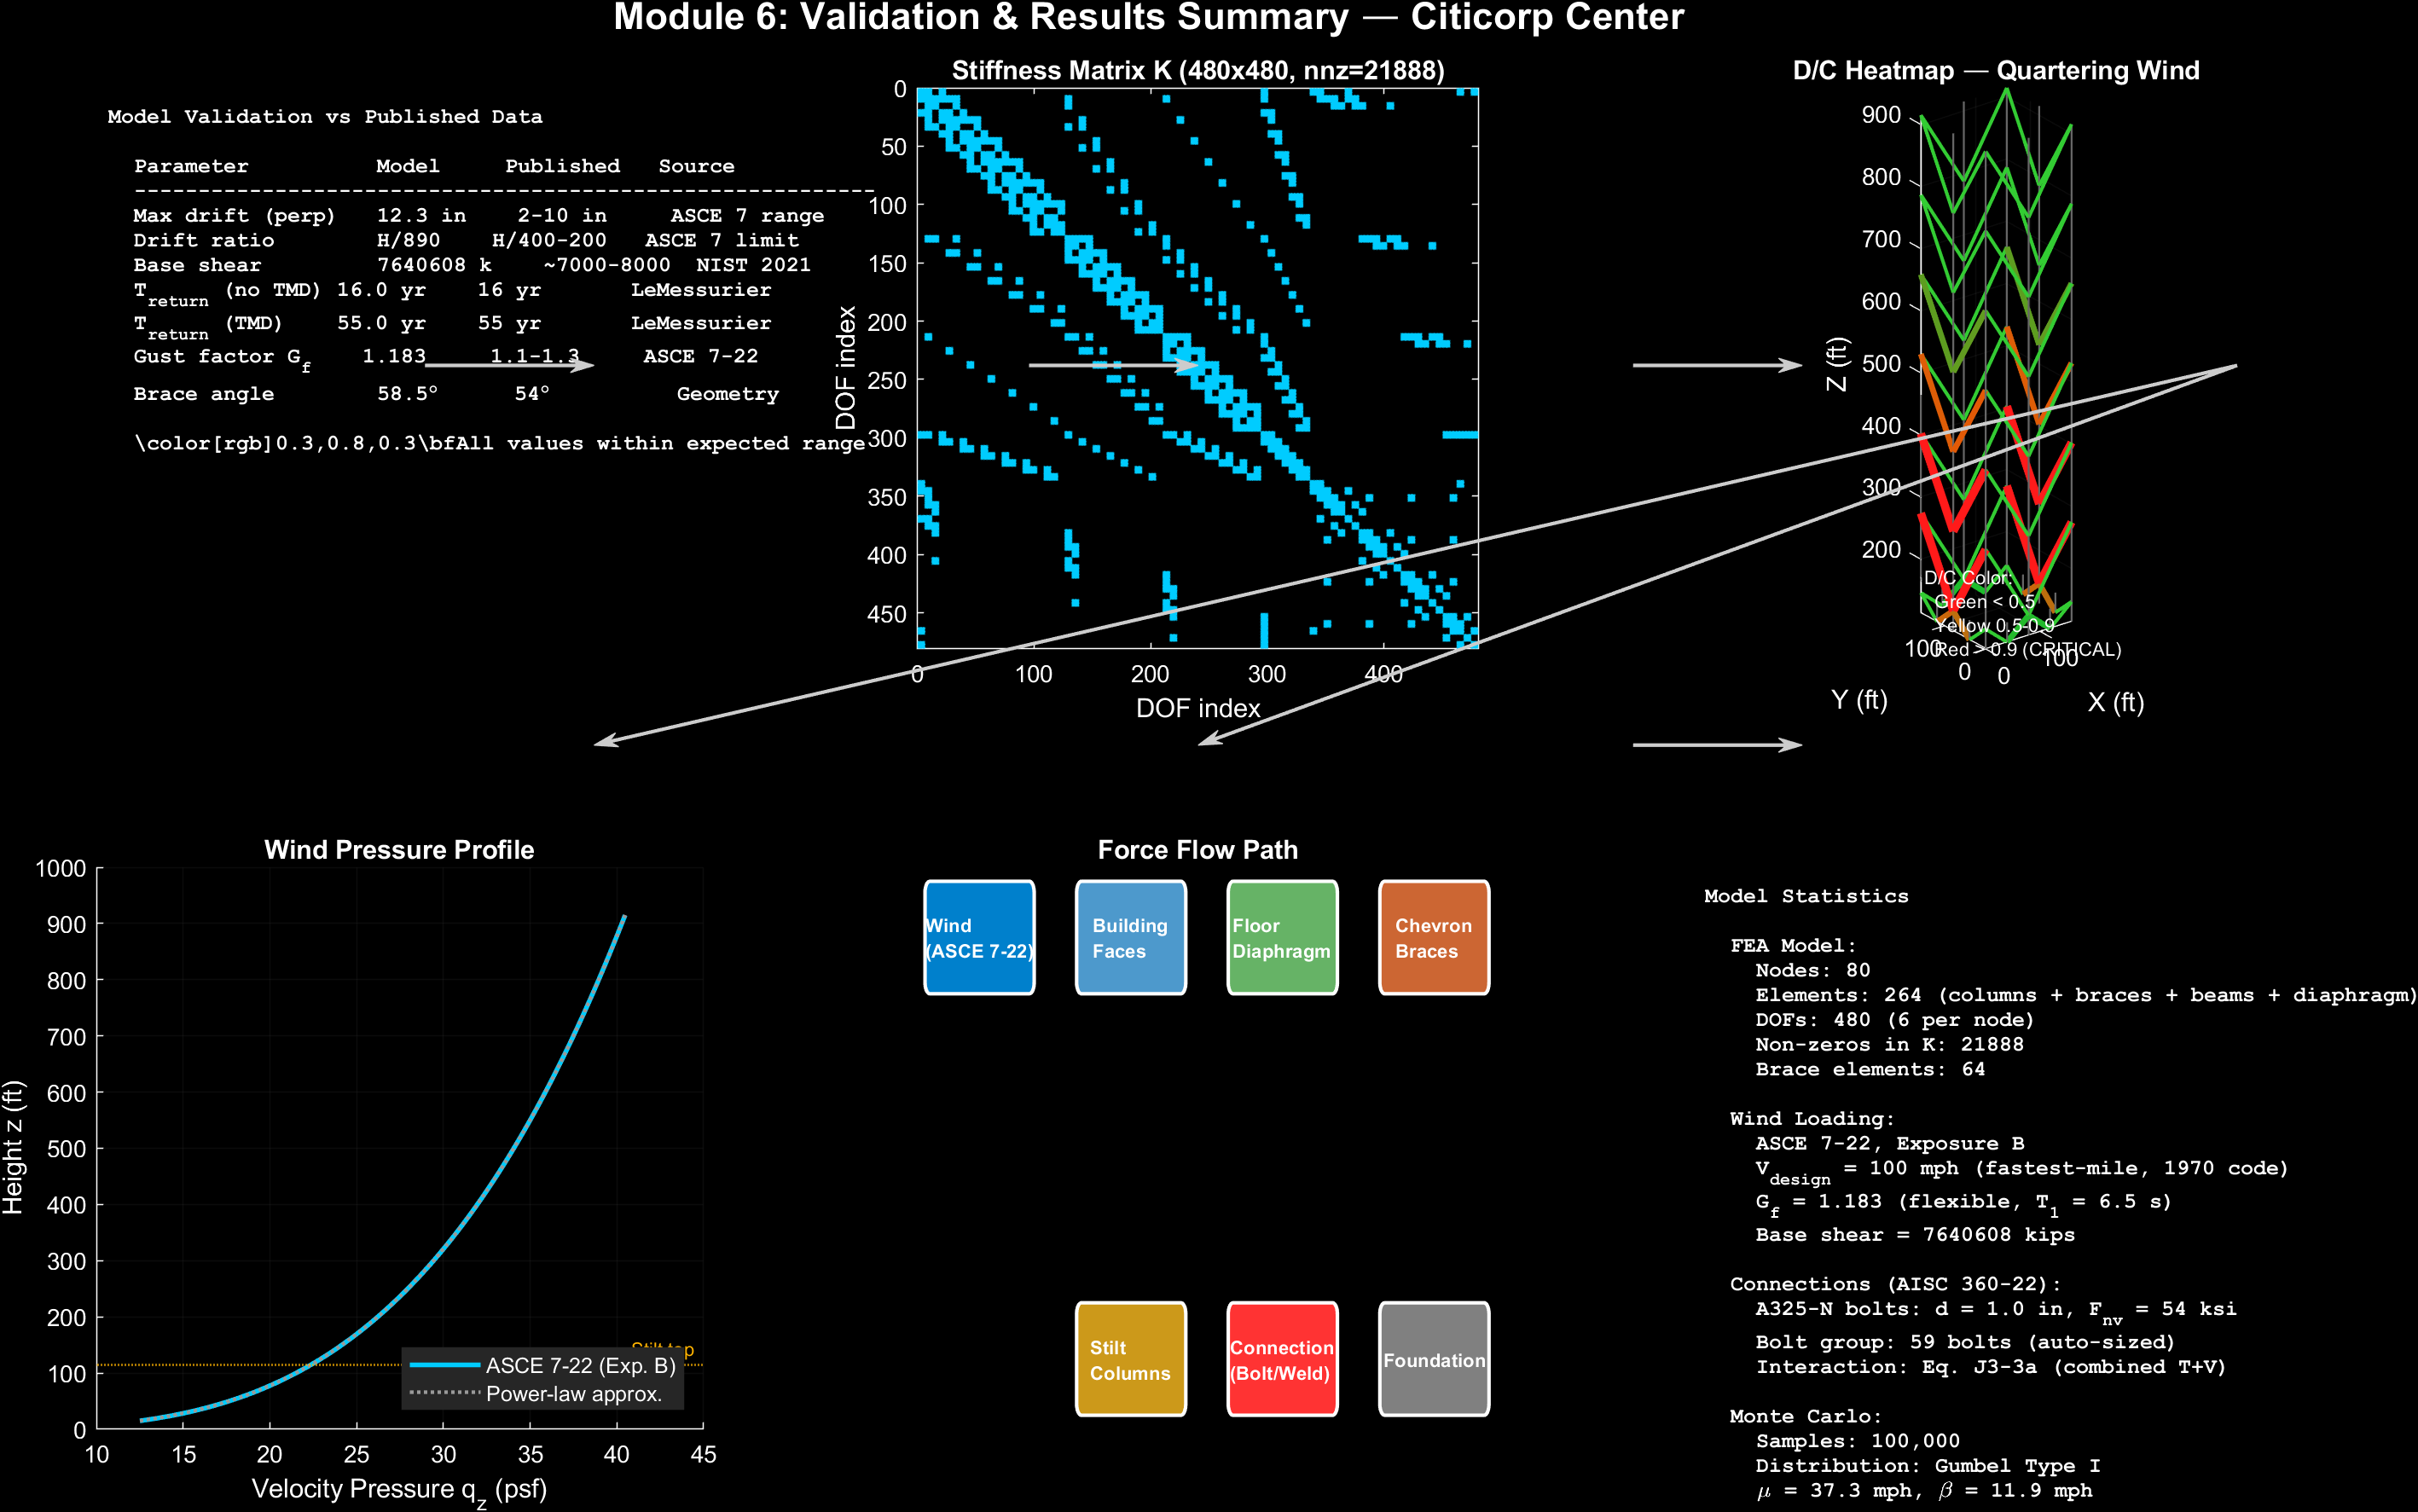 Module 6: Validation & Results Summary — Citicorp Center
Model Validation vs Published Data
Parameter Model Published Source
----------------------------------------------------------
Max drift (perp) 12.3 in 2-10 in ASCE 7 range
Drift ratio H/890 H/400-200 ASCE 7 limit
Base shear 7640608 k ~7000-8000 NIST 2021
Treturn (no TMD) 16.0 yr 16 yr LeMessurier
Treturn (TMD) 55.0 yr 55 yr LeMessurier
Gust factor Gf 1.183 1.1-1.3 ASCE 7-22
Brace angle 58.5° 54° Geometry
\color[rgb]0.3,0.8,0.3\bfAll values within expected range
Stiffness Matrix K (480x480, nnz=21888)
0
50
100
150
200
250
300
350
400
450
DOF index
0 100 200 300 400
DOF index
D/C Heatmap — Quartering Wind
900
800
700
600
500
400
300
200
Z (ft)
D/C Color:
Green < 0.5
Yellow 0.5-0.9
Red > 0.9 (CRITICAL)
100 0 0 100
Y (ft) X (ft)
Wind Pressure Profile
1000
900
800
700
600
500
400
300
200
100
0
Height z (ft)
Stilt top
ASCE 7-22 (Exp. B)
Power-law approx.
10 15 20 25 30 35 40 45
Velocity Pressure qz (psf)
Force Flow Path
Wind
(ASCE 7-22)
Building
Faces
Floor
Diaphragm
Chevron
Braces
Stilt
Columns
Connection
(Bolt/Weld)
Foundation
Model Statistics
FEA Model:
Nodes: 80
Elements: 264 (columns + braces + beams + diaphragm)
DOFs: 480 (6 per node)
Non-zeros in K: 21888
Brace elements: 64
Wind Loading:
ASCE 7-22, Exposure B
Vdesign = 100 mph (fastest-mile, 1970 code)
Gf = 1.183 (flexible, T1 = 6.5 s)
Base shear = 7640608 kips
Connections (AISC 360-22):
A325-N bolts: d = 1.0 in, Fnv = 54 ksi
Bolt group: 59 bolts (auto-sized)
Interaction: Eq. J3-3a (combined T+V)
Monte Carlo:
Samples: 100,000
Distribution: Gumbel Type I
μ = 37.3 mph, β = 11.9 mph